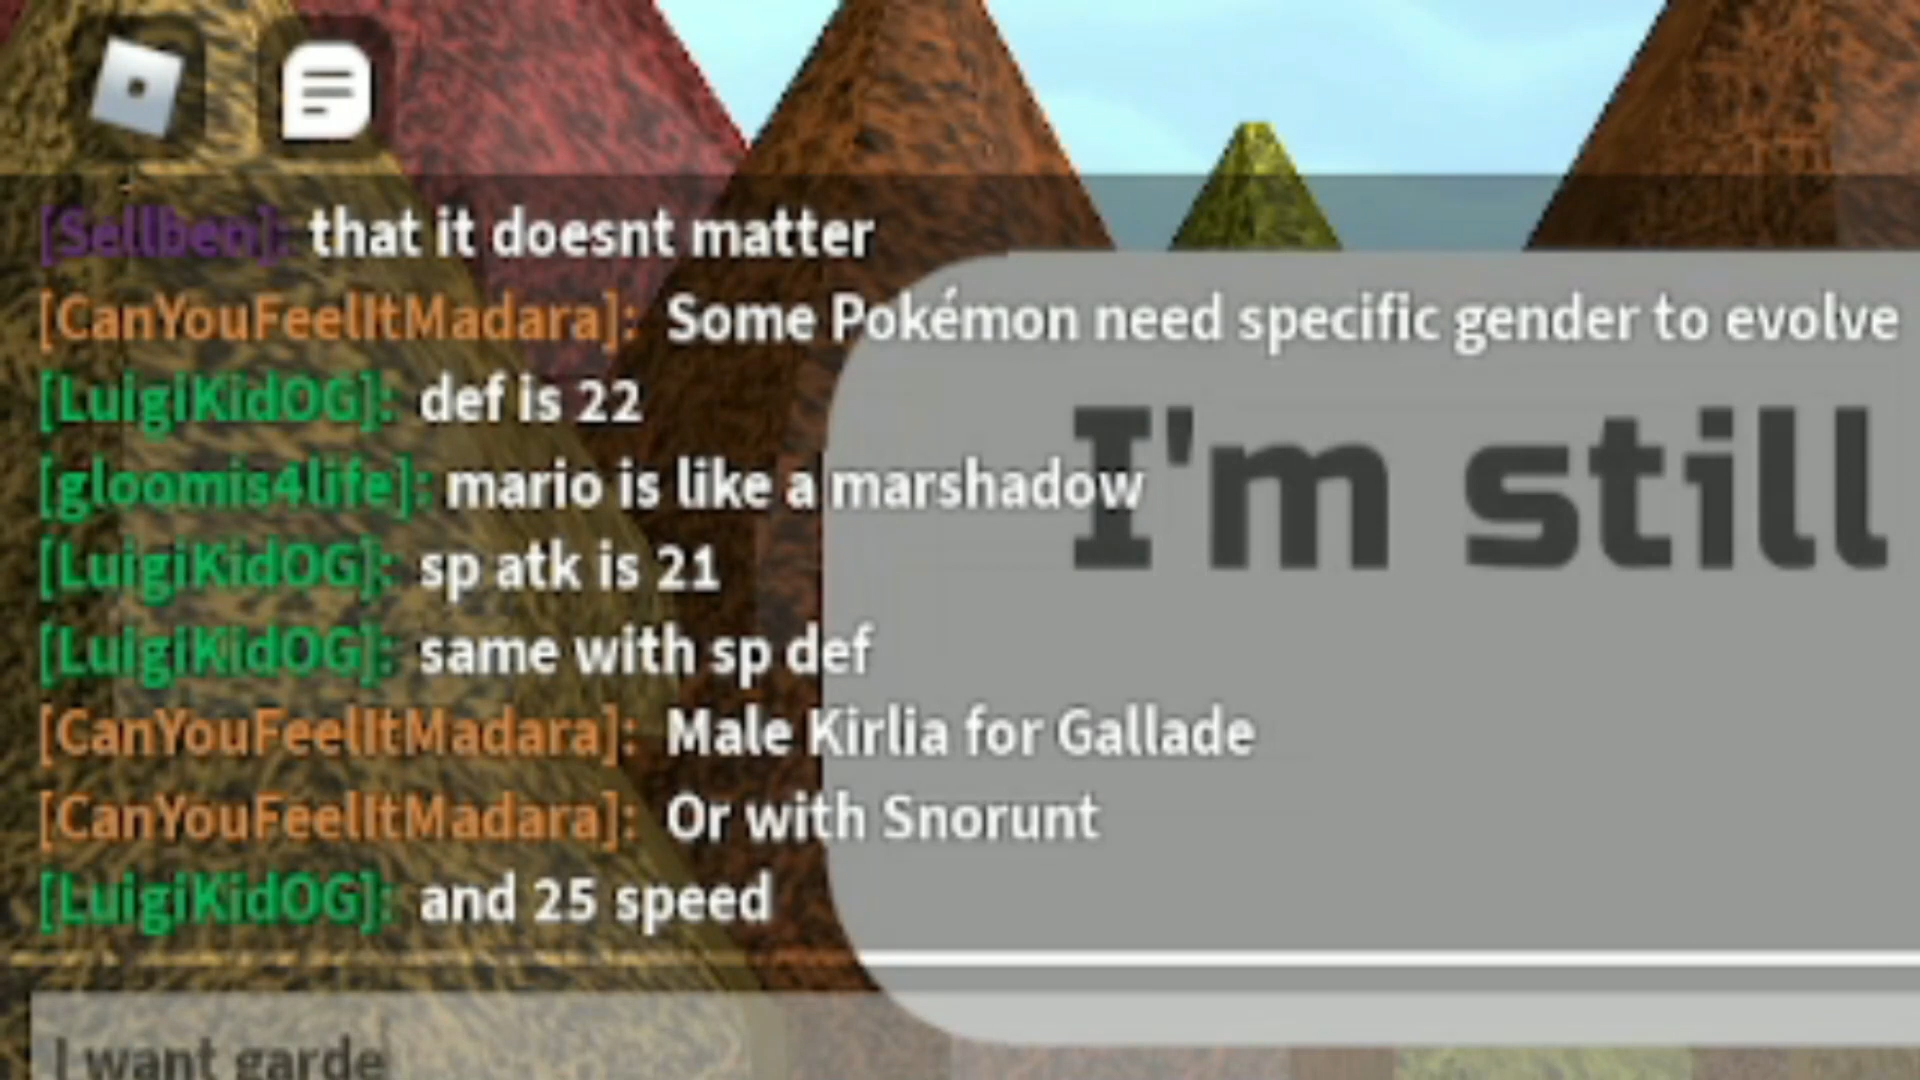 [Sellben]: that it doesnt matter
[CanYouFeelItMadara]: Some Pokémon need specific gender to evolve
[LuigiKidOG]: def is 22
I'm still
[gloomis4life]: mario is like a marshadow
[LuigiKidOG]: sp atk is 21
[LuigiKidOG]: same with sp def
[CanYouFeelItMadara]: Male Kirlia for Gallade
[CanYouFeelItMadara]: Or with Snorunt
[LuigiKidOG]: and 25 speed
I want garde